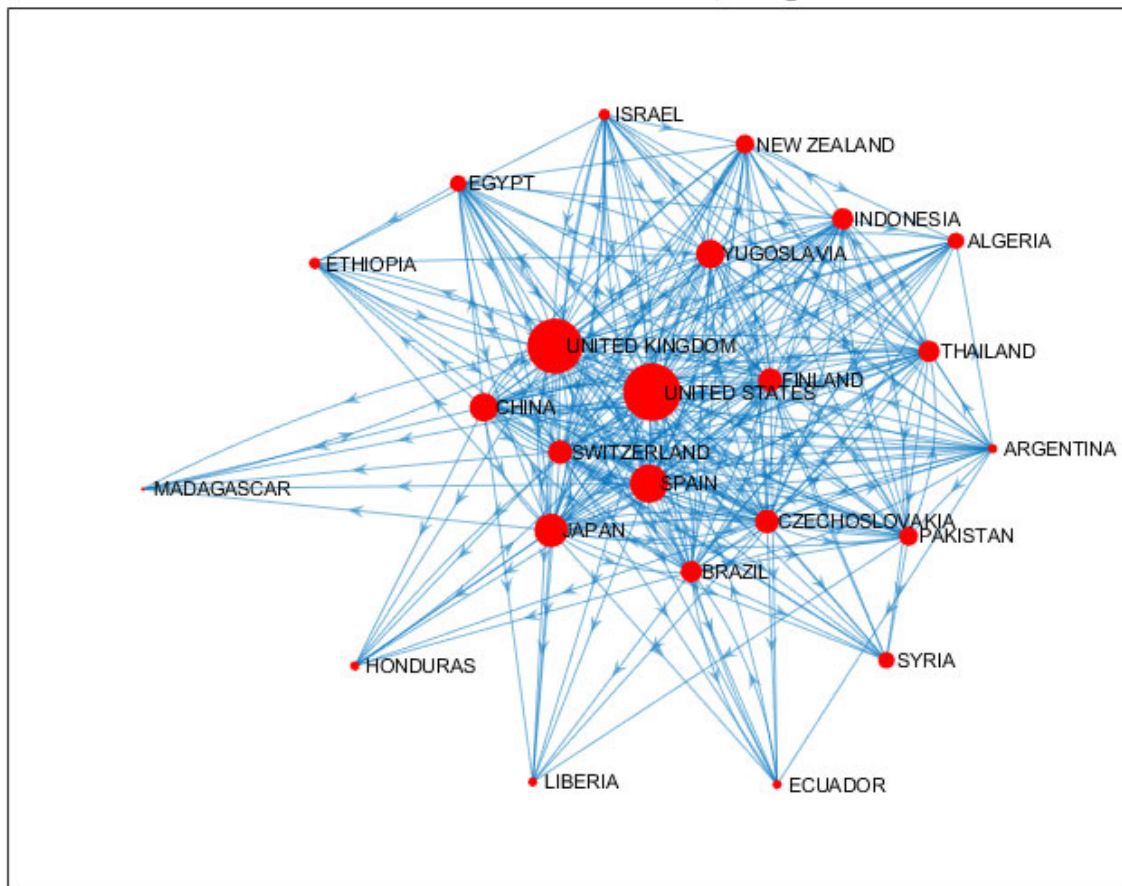 ISRAEL
NEW ZEALAND
EGYPT
INDONESIA
ALGERIA
YUGOSLAVIA
ETHIOPIA
UNITED KINGDOM
THAILAND
FINLAND
UNITED STATES
CHINA
ARGENTINA
SWITZERLAND
SPAIN
MADAGASCAR
CZECHOSLOVAKIA
JAPAN
PAKISTAN
BRAZIL
SYRIA
HONDURAS
LIBERIA
ECUADOR